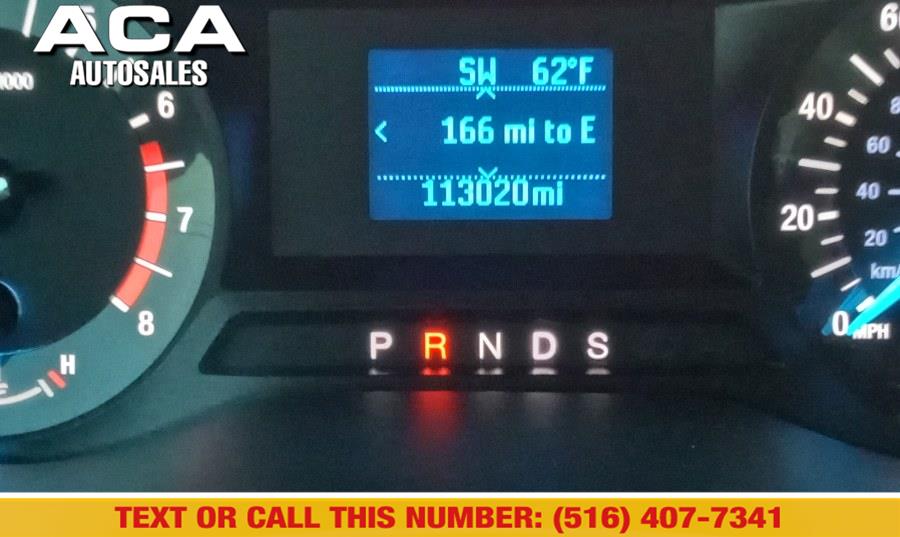 ACA
AUTOSALES
6
7
8
H
SW 62°F
< 166 mi to E
113020mi
P R N D S
60
40
60
20
40
20
km/
0
MPH
TEXT OR CALL THIS NUMBER: (516) 407-7341